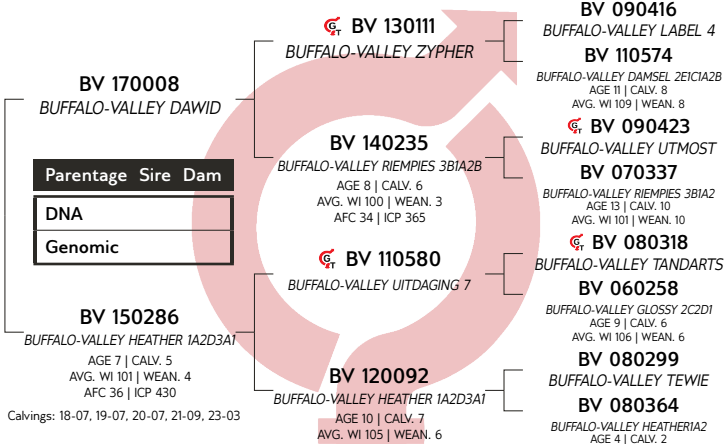 BV 170008
BUFFALO-VALLEY DAWID
Parentage Sire Dam
DNA
Genomic
BV 150286
BUFFALO-VALLEY HEATHER 1A2D3A1
AGE 7 | CALV. 5
AVG. WI 101 | WEAN. 4
AFC 36 | ICP 430
Calvings: 18-07, 19-07, 20-07, 21-09, 23-03
GT BV 130111
BUFFALO-VALLEY ZYPHER
BV 140235
BUFFALO-VALLEY RIEMPIES 3B1A2B
AGE 8 | CALV. 6
AVG. WI 100 | WEAN. 3
AFC 34 | ICP 365
GT BV 110580
BUFFALO-VALLEY UITDAGING 7
BV 120092
BUFFALO-VALLEY HEATHER 1A2D3A1
AGE 10 | CALV. 7
AVG. WI 105 | WEAN. 6
BV 090416
BUFFALO-VALLEY LABEL 4
BV 110574
BUFFALO-VALLEY DAMSEL 2E1C1A2B
AGE 11 | CALV. 8
AVG. WI 109 | WEAN. 8
GT BV 090423
BUFFALO-VALLEY UTMOST
BV 070337
BUFFALO-VALLEY RIEMPIES 3B1A2
AGE 13 | CALV. 10
AVG. WI 101 | WEAN. 10
GT BV 080318
BUFFALO-VALLEY TANDARTS
BV 060258
BUFFALO-VALLEY GLOSSY 2C2D1
AGE 9 | CALV. 6
AVG. WI 106 | WEAN. 6
BV 080299
BUFFALO-VALLEY TEWIE
BV 080364
BUFFALO-VALLEY HEATHER1A2
AGE 4 | CALV. 2